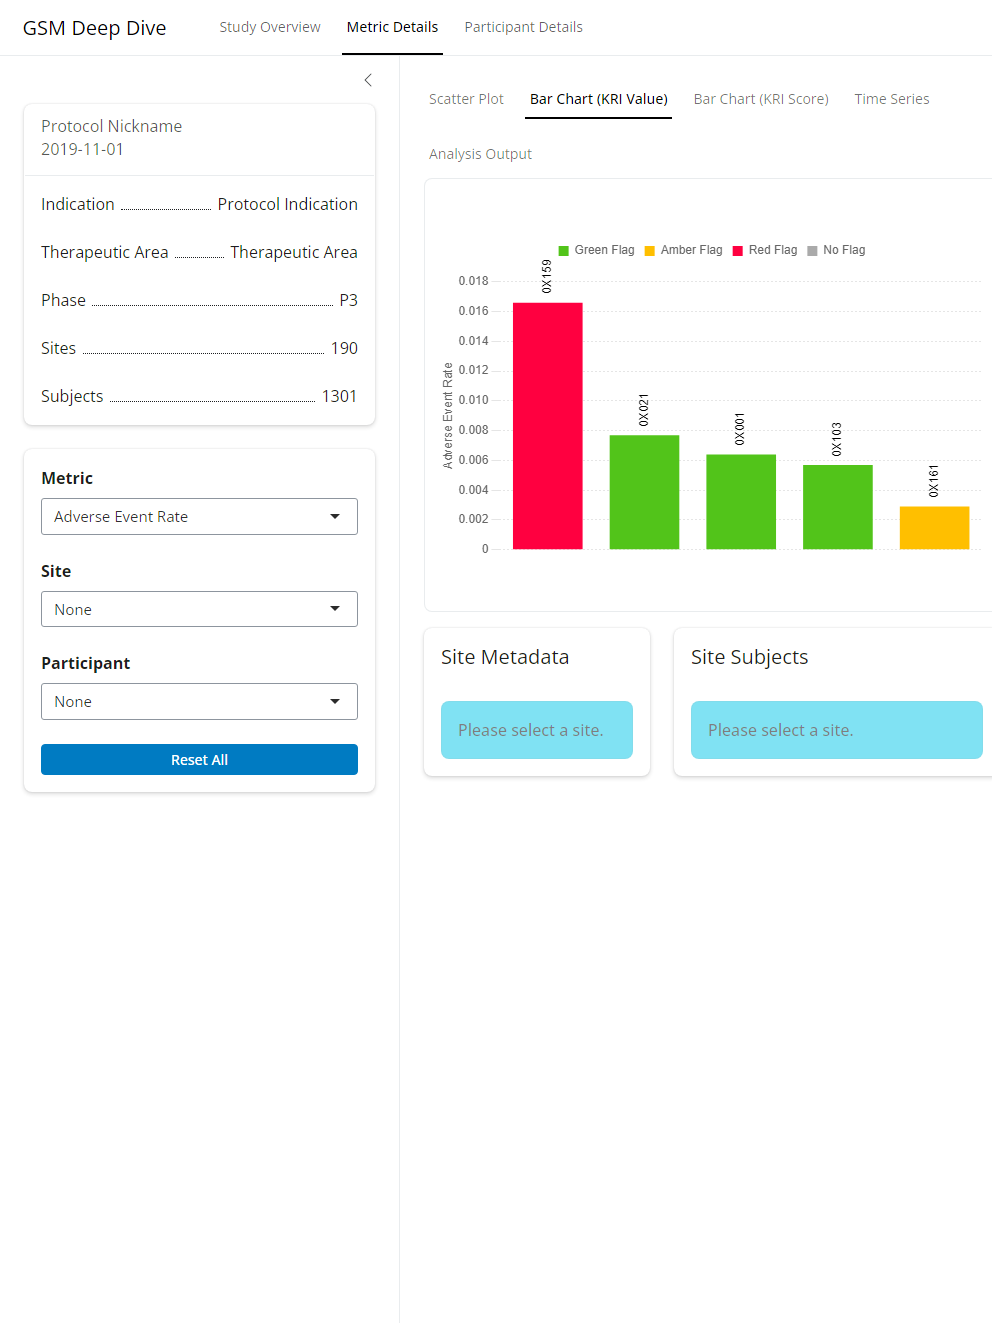 GSM Deep Dive
Study Overview
Metric Details
Participant Details
Protocol Nickname
2019-11-01
Indication Protocol Indication
Therapeutic Area Therapeutic Area
Phase P3
Sites 190
Subjects 1301
Metric
Adverse Event Rate
Site
None
Participant
None
Reset All
Scatter Plot
Bar Chart (KRI Value)
Bar Chart (KRI Score)
Time Series
Analysis Output
Green Flag
Amber Flag
Red Flag
No Flag
Adverse Event Rate
0.018
0.016
0.014
0.012
0.010
0.008
0.006
0.004
0.002
0
0X159
0X021
0X001
0X103
0X161
Site Metadata
Please select a site.
Site Subjects
Please select a site.